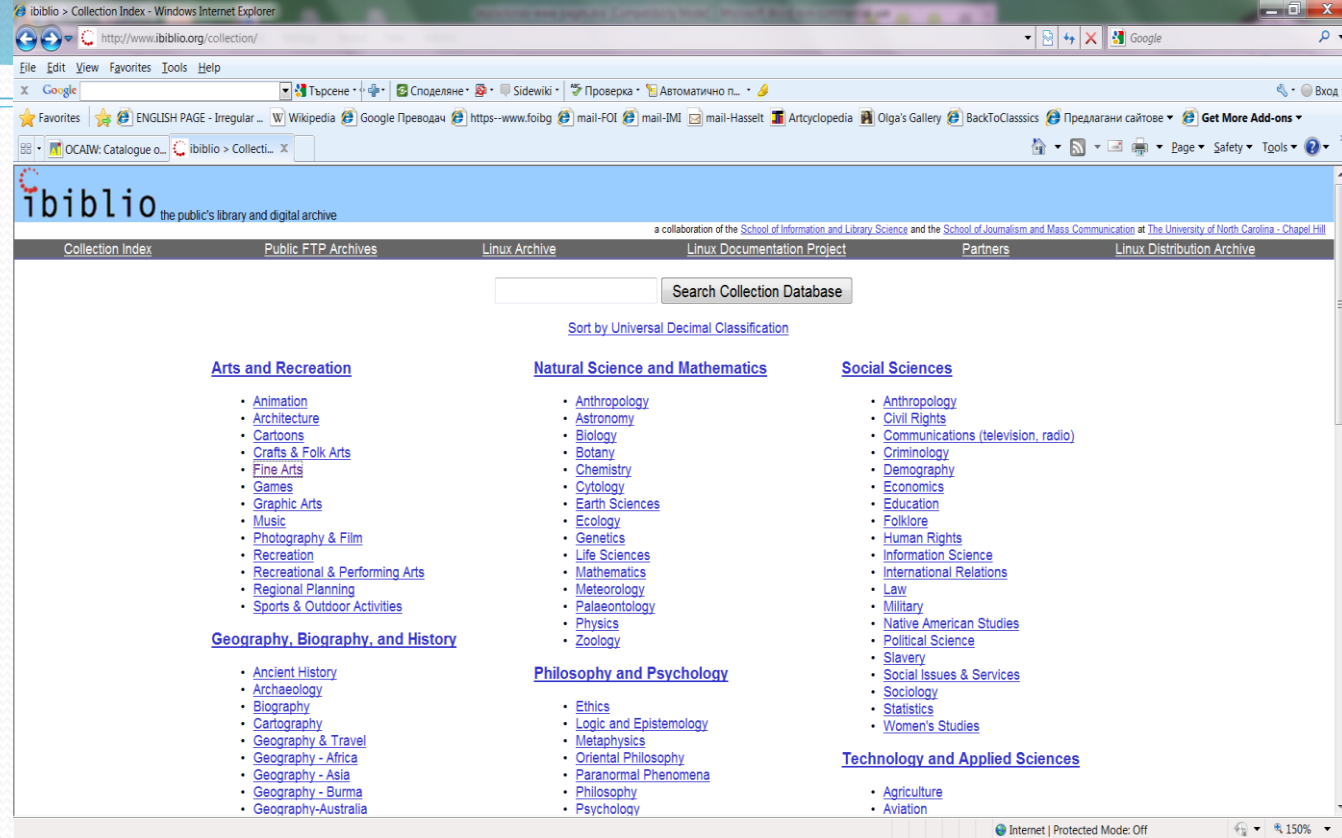 ibiblio > Collection Index - Windows Internet Explorer
http://www.ibiblio.org/collection/
Google
File Edit View Favorites Tools Help
x Google Търсене Споделяне Sidewiki Проверка Автоматично п...  Вход
Favorites ENGLISH PAGE - Irregular ... Wikipedia Google Преводач https--www.foibg mail-FOI mail-IMI mail-Hasselt Artcyclopedia Olga's Gallery BackToClasssics Предлагани сайтове Get More Add-ons
OCAIW: Catalogue o... ibiblio > Collecti... X Page Safety Tools
ibiblio the public's library and digital archive
a collaboration of the School of Information and Library Science and the School of Journalism and Mass Communication at The University of North Carolina - Chapel Hill
Collection Index Public FTP Archives Linux Archive Linux Documentation Project Partners Linux Distribution Archive
Search Collection Database
Sort by Universal Decimal Classification
Arts and Recreation
• Animation
• Architecture
• Cartoons
• Crafts & Folk Arts
• Fine Arts
• Games
• Graphic Arts
• Music
• Photography & Film
• Recreation
• Recreational & Performing Arts
• Regional Planning
• Sports & Outdoor Activities
Geography, Biography, and History
• Ancient History
• Archaeology
• Biography
• Cartography
• Geography & Travel
• Geography - Africa
• Geography - Asia
• Geography - Burma
• Geography-Australia
Natural Science and Mathematics
• Anthropology
• Astronomy
• Biology
• Botany
• Chemistry
• Cytology
• Earth Sciences
• Ecology
• Genetics
• Life Sciences
• Mathematics
• Meteorology
• Palaeontology
• Physics
• Zoology
Philosophy and Psychology
• Ethics
• Logic and Epistemology
• Metaphysics
• Oriental Philosophy
• Paranormal Phenomena
• Philosophy
• Psychology
Social Sciences
• Anthropology
• Civil Rights
• Communications (television, radio)
• Criminology
• Demography
• Economics
• Education
• Folklore
• Human Rights
• Information Science
• International Relations
• Law
• Military
• Native American Studies
• Political Science
• Slavery
• Social Issues & Services
• Sociology
• Statistics
• Women's Studies
Technology and Applied Sciences
• Agriculture
• Aviation
Internet | Protected Mode: Off 150%